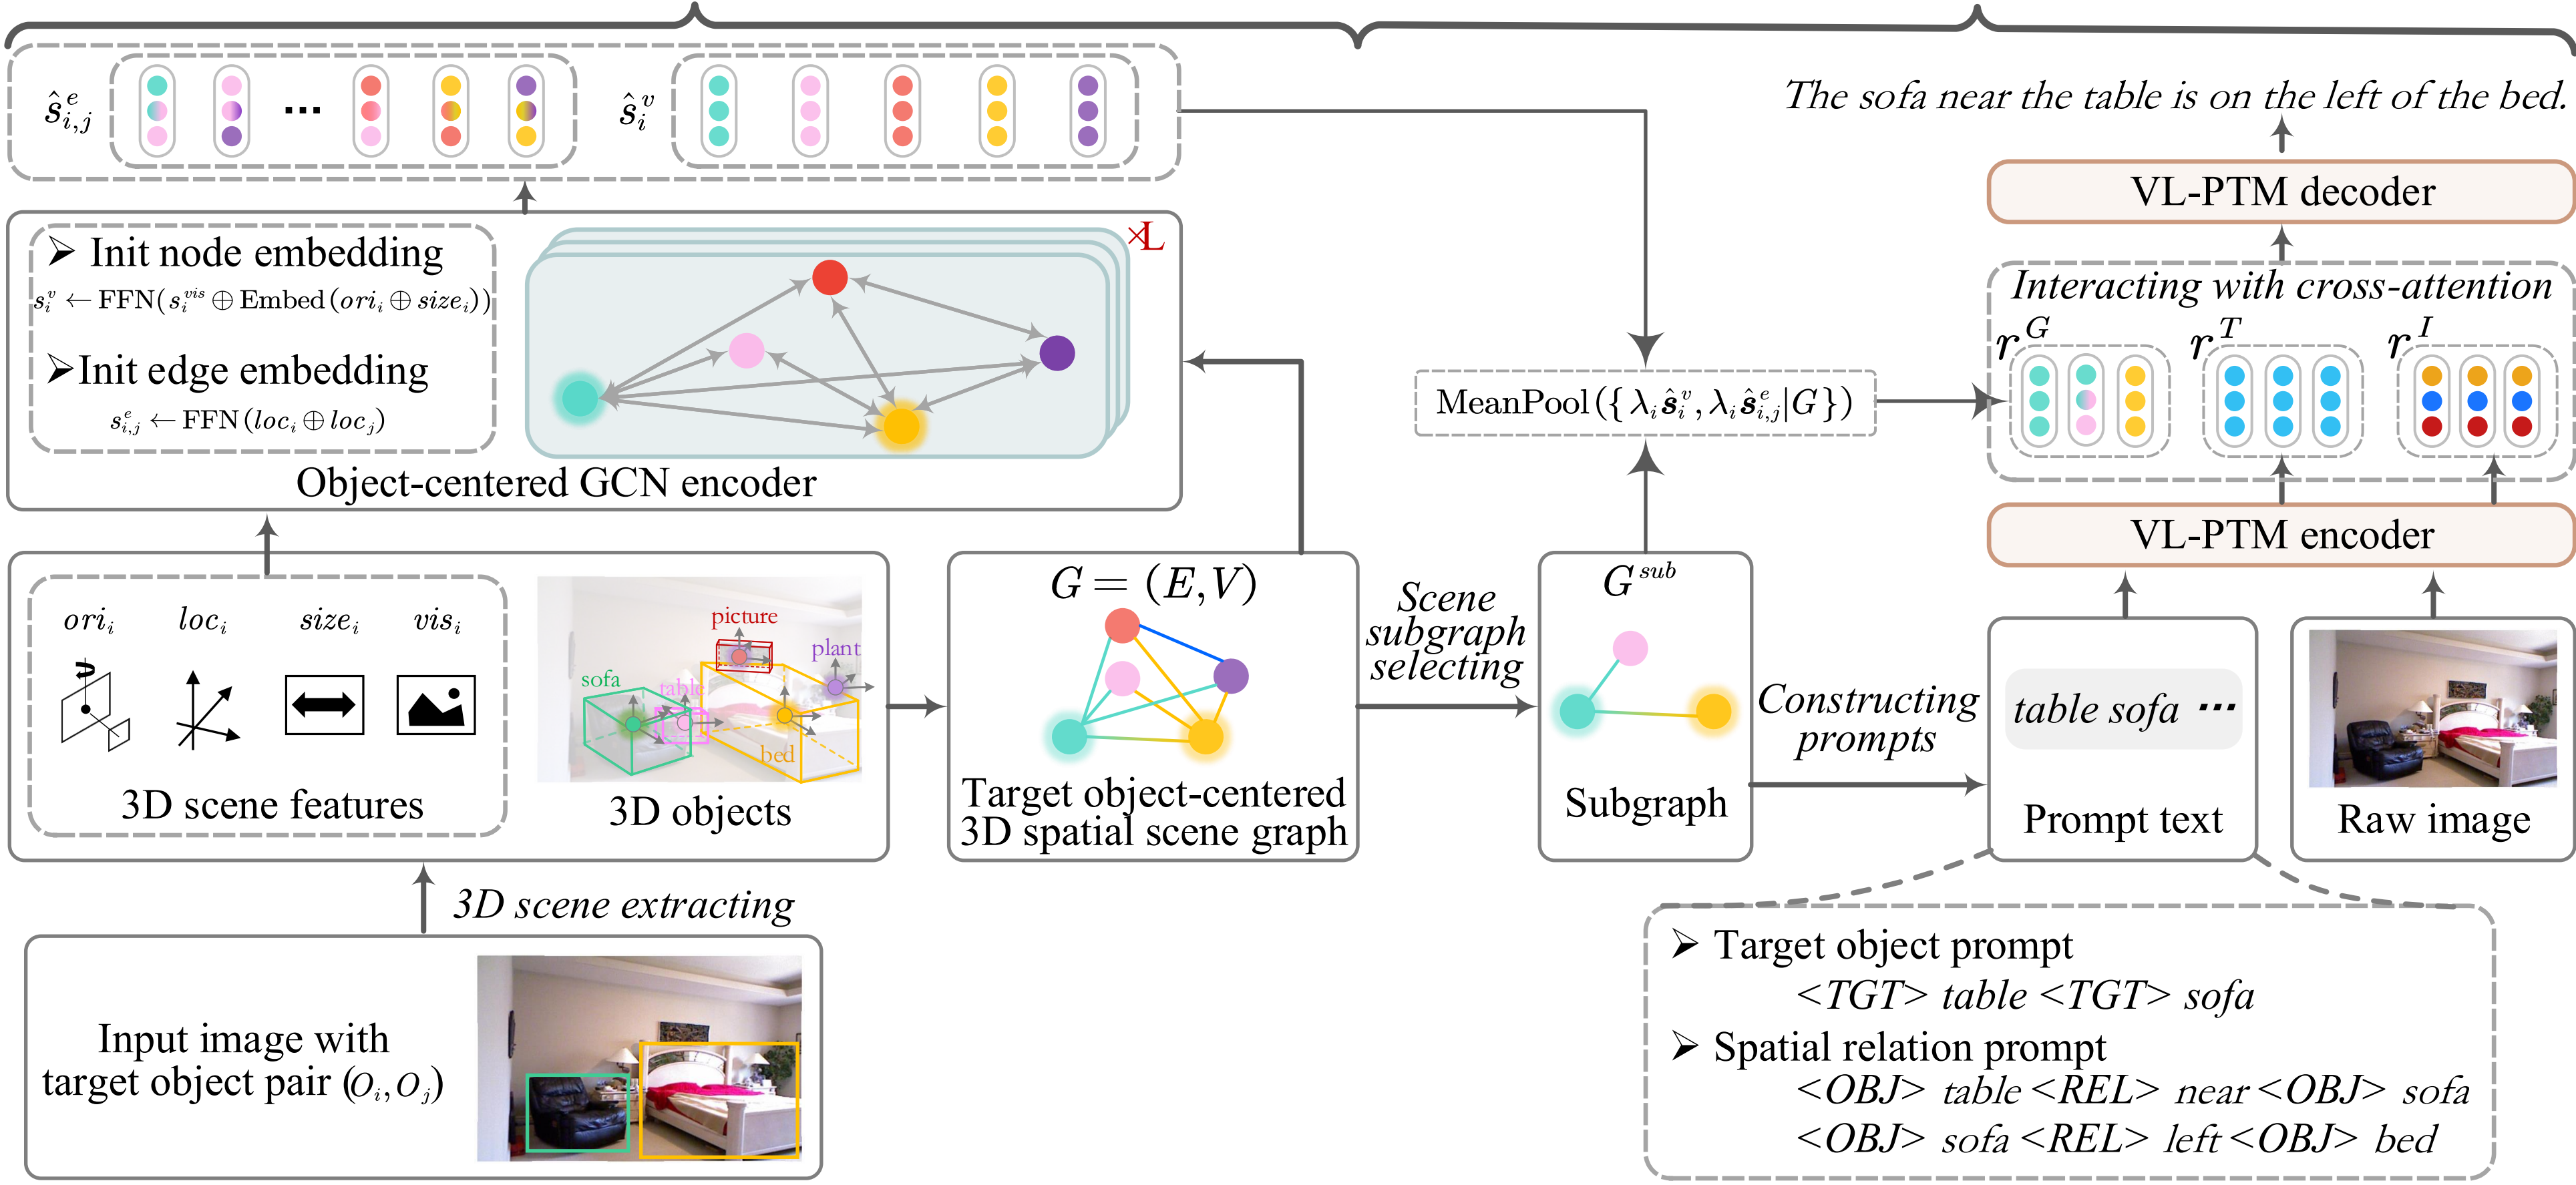 ŝ^e_{i,j}
...
ŝ^v_i
➢ Init node embedding
s^v_i ← FFN(s^{vis}_i ⊕ Embed(ori_i ⊕ size_i))
➢Init edge embedding
s^e_{i,j} ← FFN(loc_i ⊕ loc_j)
×L
Object-centered GCN encoder
ori_i
loc_i
size_i
vis_i
3D scene features
picture
plant
sofa
table
bed
3D objects
3D scene extracting
Input image with
target object pair (O_i, O_j)
G = (E, V)
Target object-centered
3D spatial scene graph
Scene
subgraph
selecting
G^{sub}
Subgraph
MeanPool({λ_i ŝ^v_i, λ_i ŝ^e_{i,j}|G})
Constructing
prompts
The sofa near the table is on the left of the bed.
VL-PTM decoder
Interacting with cross-attention
r^G
r^T
r^I
VL-PTM encoder
table sofa ...
Prompt text
Raw image
➢ Target object prompt
<TGT> table <TGT> sofa
➢ Spatial relation prompt
<OBJ> table <REL> near <OBJ> sofa
<OBJ> sofa <REL> left <OBJ> bed